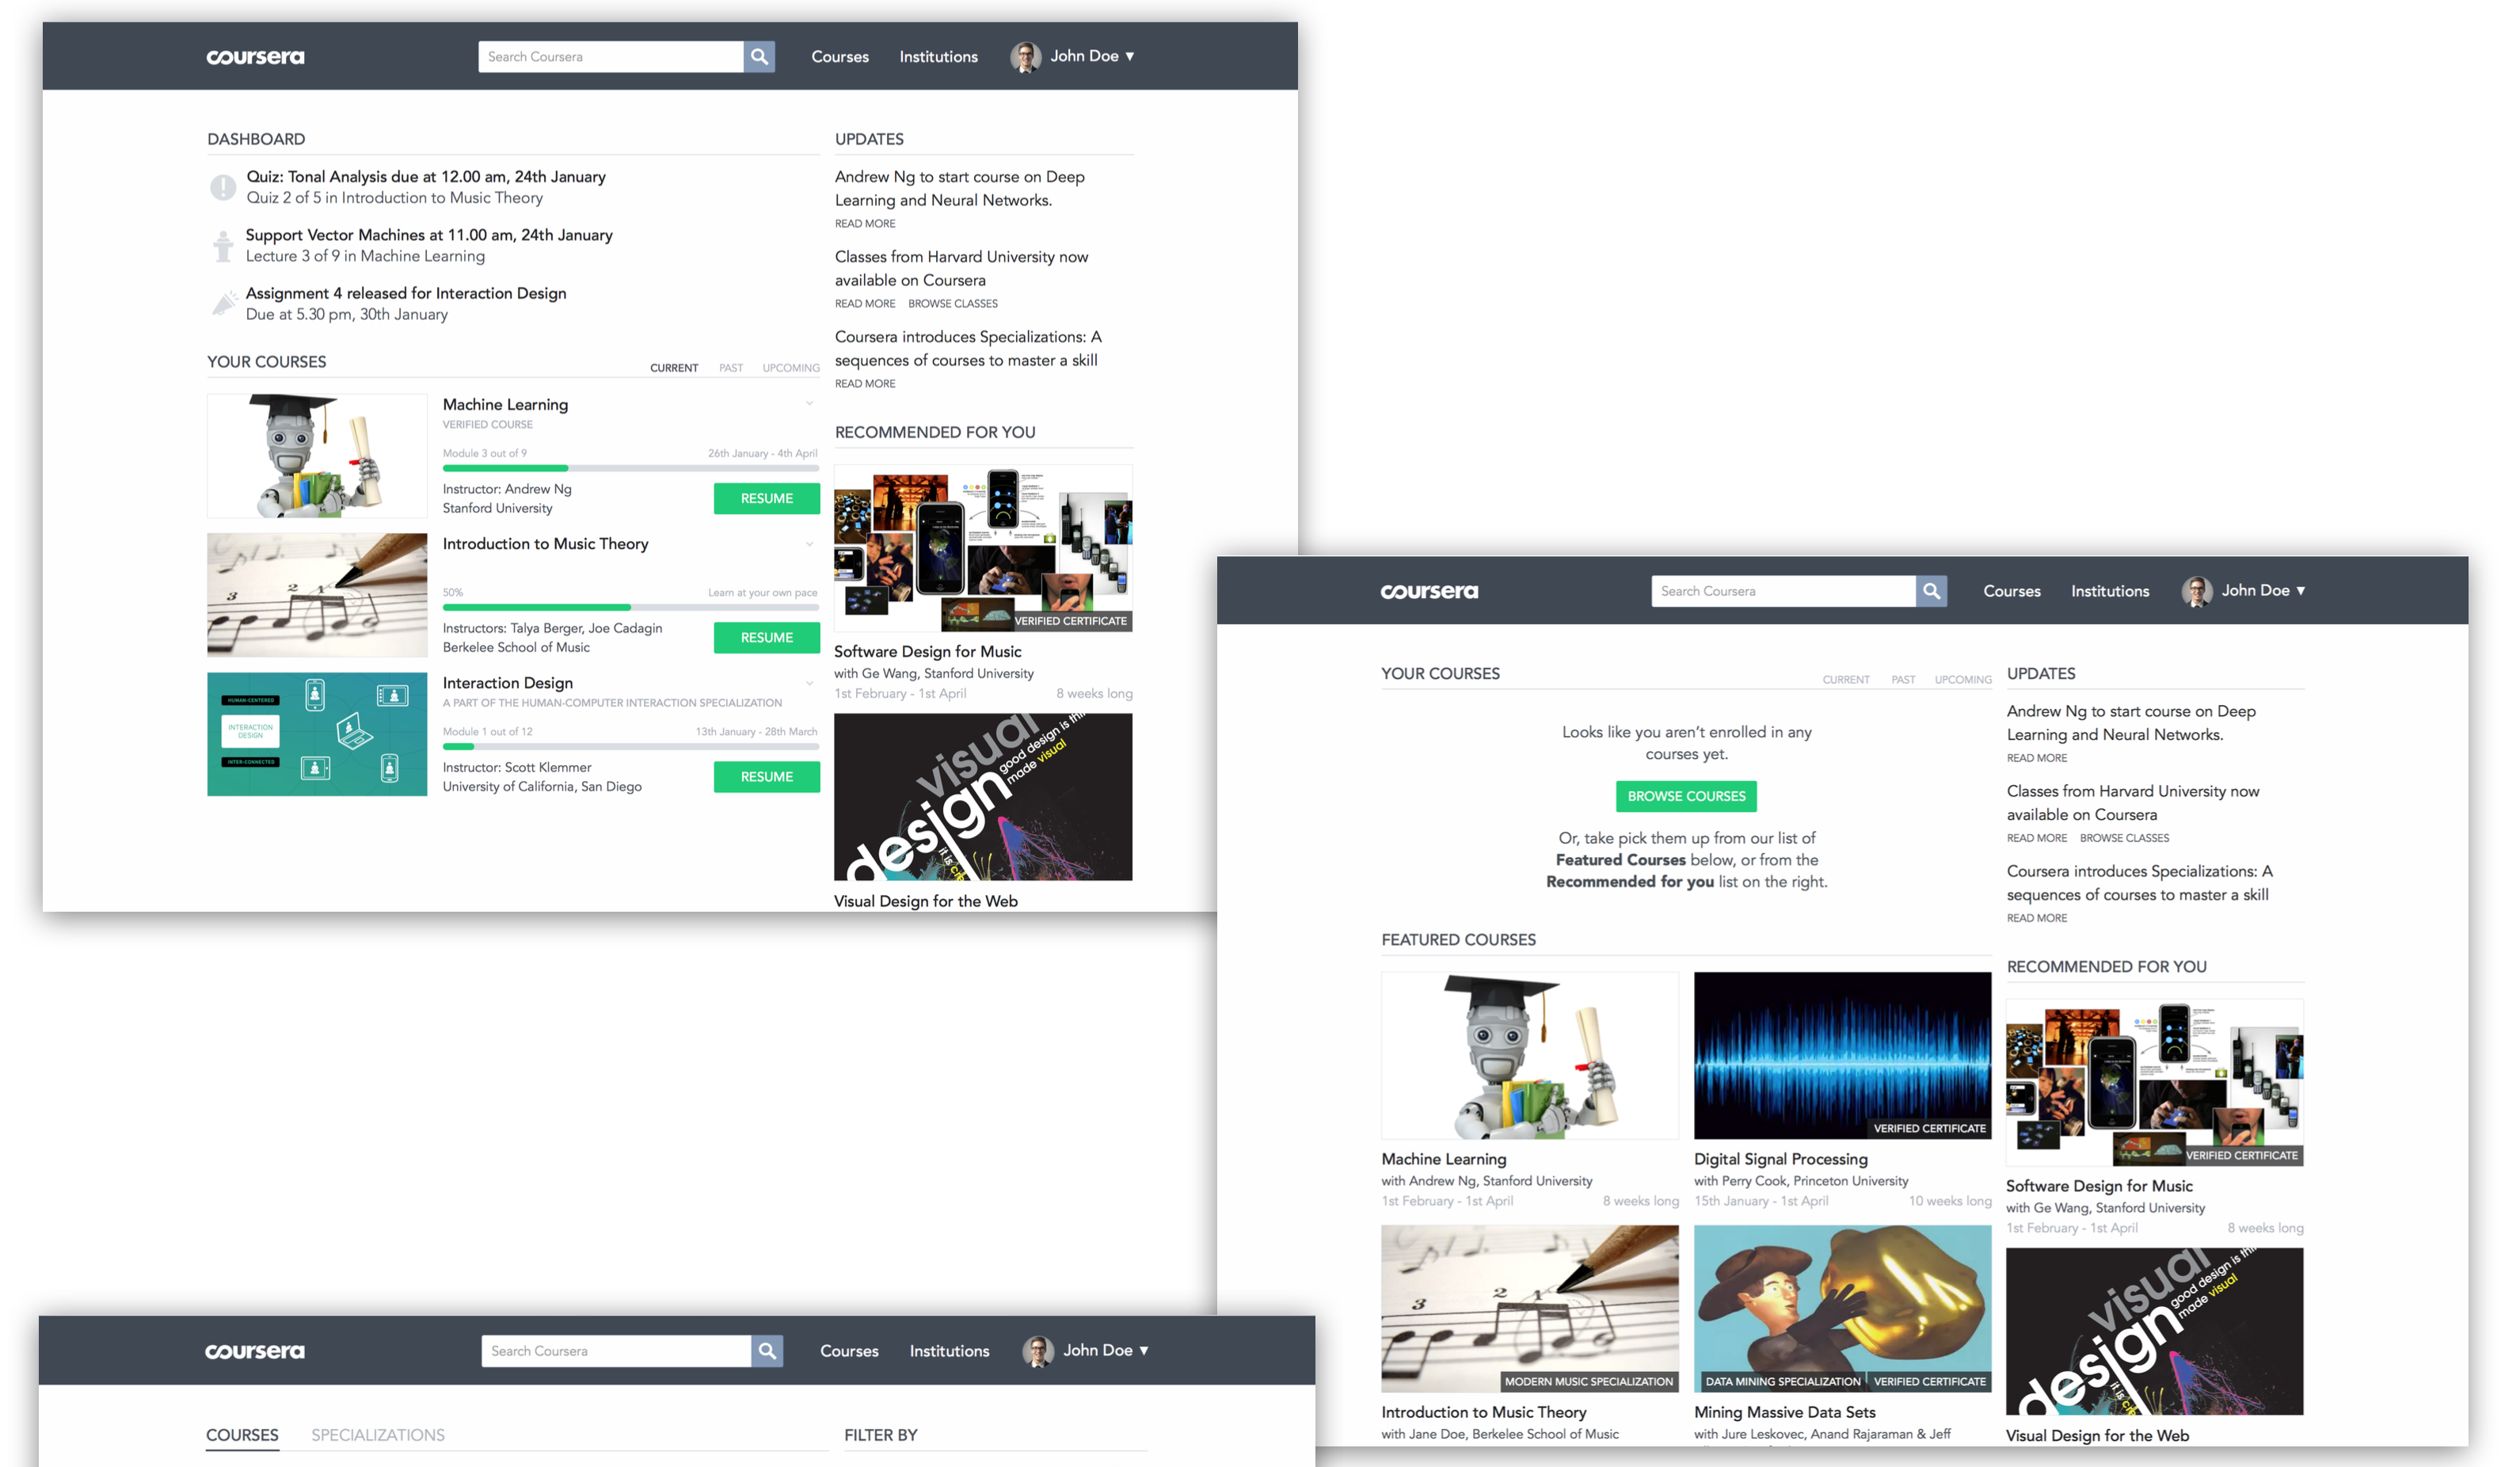 coursera
Search Coursera
Courses
Institutions
John Doe ▼
DASHBOARD
Quiz: Tonal Analysis due at 12.00 am, 24th January
Quiz 2 of 5 in Introduction to Music Theory
Support Vector Machines at 11.00 am, 24th January
Lecture 3 of 9 in Machine Learning
Assignment 4 released for Interaction Design
Due at 5.30 pm, 30th January
YOUR COURSES
CURRENT
PAST
UPCOMING
Machine Learning
VERIFIED COURSE
Module 3 out of 9
26th January - 4th April
Instructor: Andrew Ng
Stanford University
RESUME
3
2
1
Introduction to Music Theory
50%
Learn at your own pace
Instructors: Talya Berger, Joe Cadagin
Berkelee School of Music
RESUME
HUMAN-CENTERED
INTERACTION
DESIGN
INTER-CONNECTED
Interaction Design
A PART OF THE HUMAN-COMPUTER INTERACTION SPECIALIZATION
Module 1 out of 12
13th January - 28th March
Instructor: Scott Klemmer
University of California, San Diego
RESUME
UPDATES
Andrew Ng to start course on Deep
Learning and Neural Networks.
READ MORE
Classes from Harvard University now
available on Coursera
READ MORE
BROWSE CLASSES
Coursera introduces Specializations: A
sequences of courses to master a skill
READ MORE
RECOMMENDED FOR YOU
VERIFIED CERTIFICATE
Software Design for Music
with Ge Wang, Stanford University
1st February - 1st April
8 weeks long
visual
design
good design is
made visual
it is
Visual Design for the Web
coursera
Search Coursera
Courses
Institutions
John Doe ▼
YOUR COURSES
CURRENT
PAST
UPCOMING
Looks like you aren’t enrolled in any
courses yet.
BROWSE COURSES
Or, take pick them up from our list of
Featured Courses below, or from the
Recommended for you list on the right.
FEATURED COURSES
Machine Learning
with Andrew Ng, Stanford University
1st February - 1st April
8 weeks long
VERIFIED CERTIFICATE
Digital Signal Processing
with Perry Cook, Princeton University
15th January - 1st April
10 weeks long
3
2
1
MODERN MUSIC SPECIALIZATION
Introduction to Music Theory
with Jane Doe, Berkelee School of Music
DATA MINING SPECIALIZATION
VERIFIED CERTIFICATE
Mining Massive Data Sets
with Jure Leskovec, Anand Rajaraman & Jeff
UPDATES
Andrew Ng to start course on Deep
Learning and Neural Networks.
READ MORE
Classes from Harvard University now
available on Coursera
READ MORE
BROWSE CLASSES
Coursera introduces Specializations: A
sequences of courses to master a skill
READ MORE
RECOMMENDED FOR YOU
VERIFIED CERTIFICATE
Software Design for Music
with Ge Wang, Stanford University
1st February - 1st April
8 weeks long
visual
design
good design is
made visual
it is
Visual Design for the Web
coursera
Search Coursera
Courses
Institutions
John Doe ▼
COURSES
SPECIALIZATIONS
FILTER BY